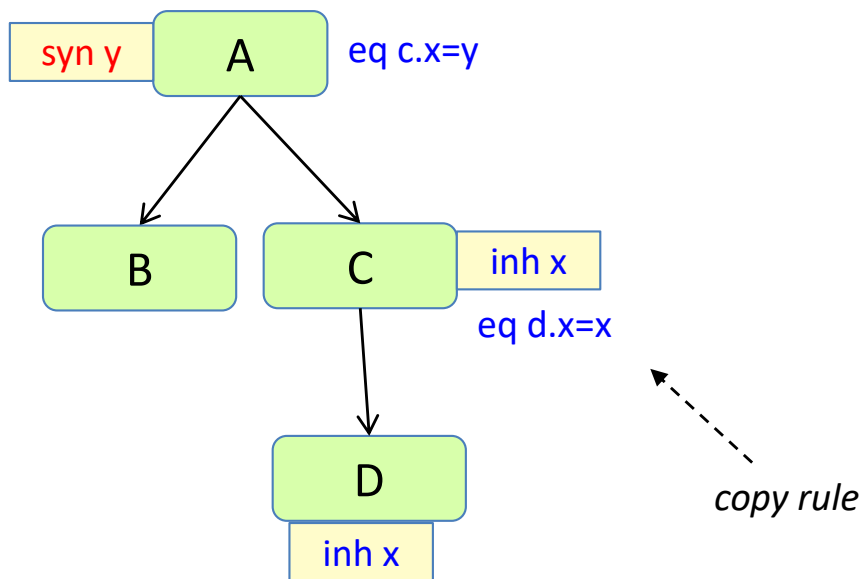 syn y
A
eq c.x=y
B
C
inh x
eq d.x=x
D
copy rule
inh x